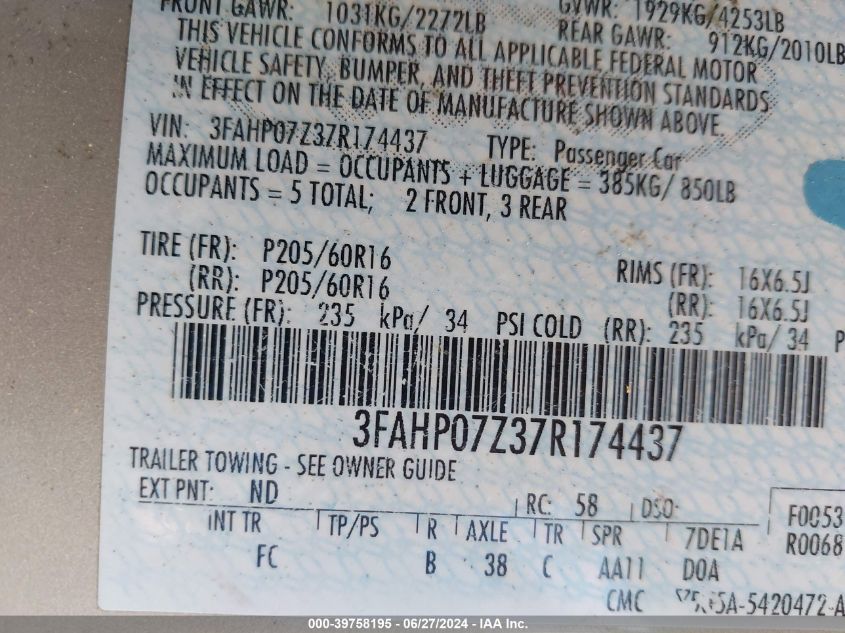 FRONT GAWR: 1031KG/2272LB GVWR: 1929KG/4253LB
REAR GAWR: 912KG/2010LB
THIS VEHICLE CONFORMS TO ALL APPLICABLE FEDERAL MOTOR
VEHICLE SAFETY, BUMPER, AND THEFT PREVENTION STANDARDS
IN EFFECT ON THE DATE OF MANUFACTURE SHOWN ABOVE.
VIN: 3FAHP07Z37R174437 TYPE: Passenger Car
MAXIMUM LOAD = OCCUPANTS + LUGGAGE = 385KG/ 850LB
OCCUPANTS = 5 TOTAL; 2 FRONT, 3 REAR
TIRE (FR): P205/60R16 RIMS (FR): 16X6.5J
(RR): P205/60R16 (RR): 16X6.5J
PRESSURE (FR): 235 kPa/ 34 PSI COLD (RR): 235 kPa/ 34 P
3FAHP07Z37R174437
TRAILER TOWING - SEE OWNER GUIDE
EXT PNT: ND RC: 58 DSO: F0053
INT TR TP/PS R AXLE TR SPR 7DE1A R0068
FC B 38 C AA11 DOA
CMC 5A-5420472-A
000-39758195 - 06/27/2024 - IAA Inc.